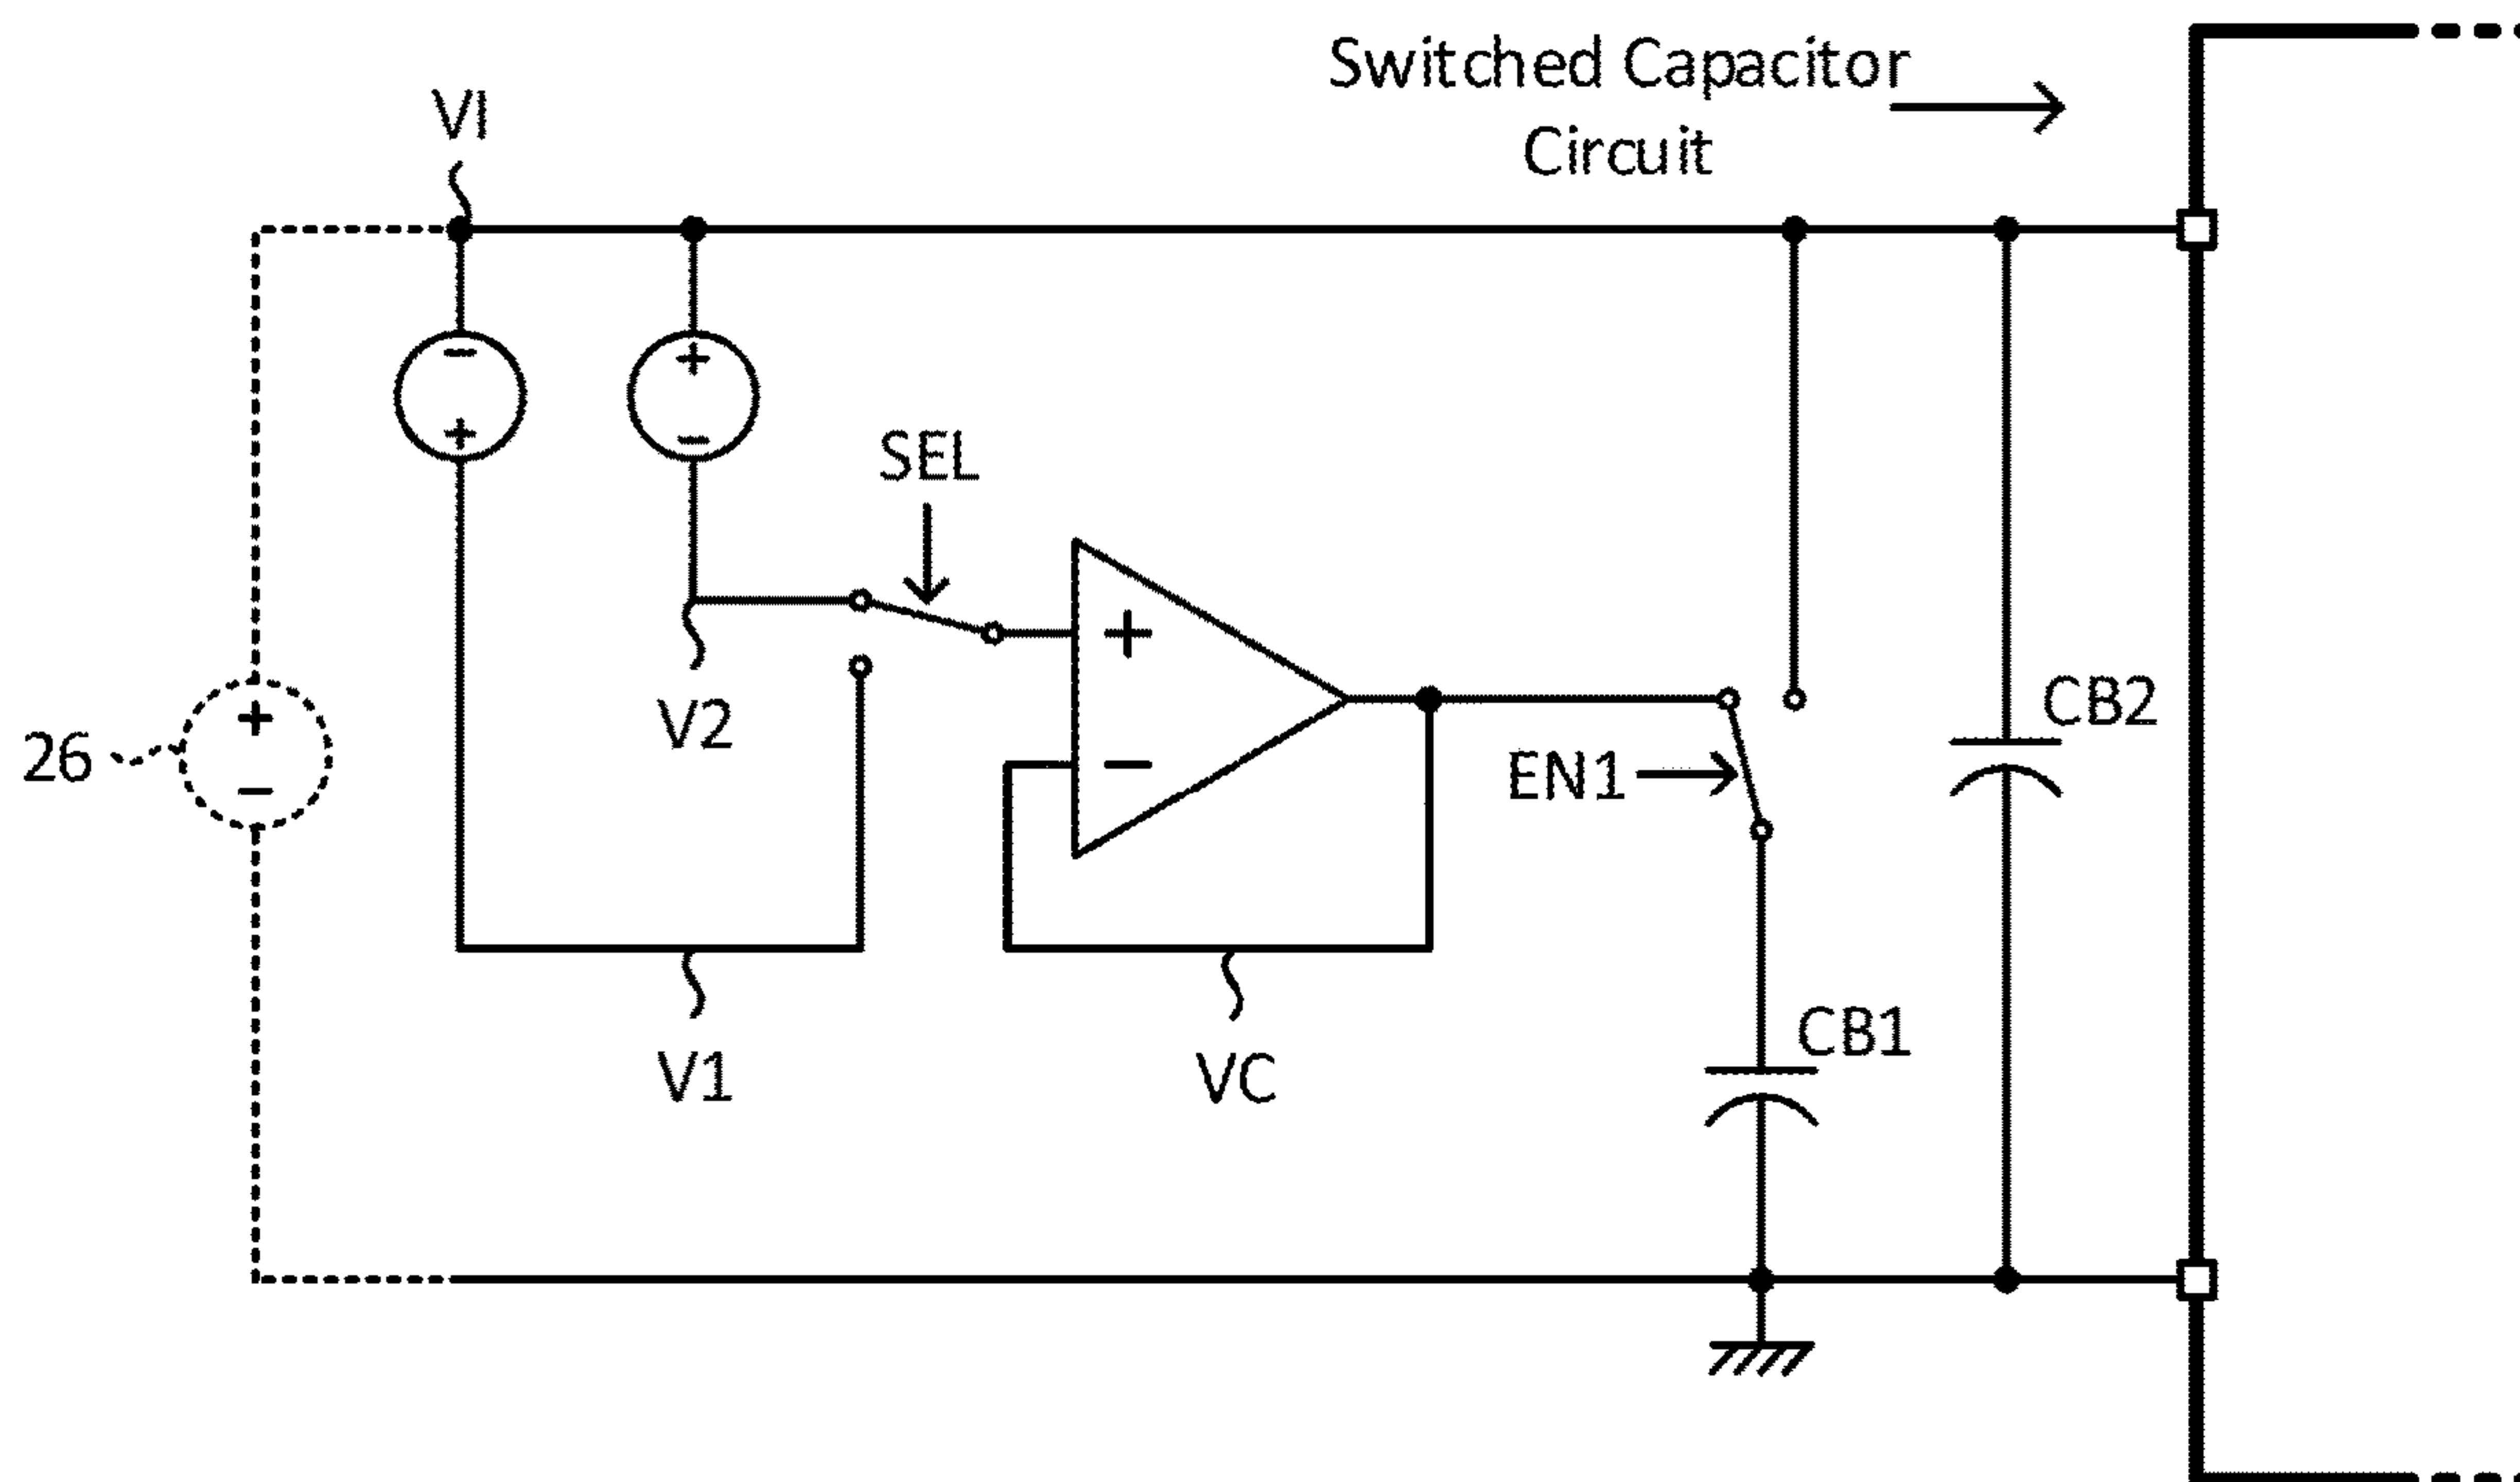 Switched Capacitor
Circuit
VI
SEL
V2
CB2
26
EN1
CB1
V1
VC